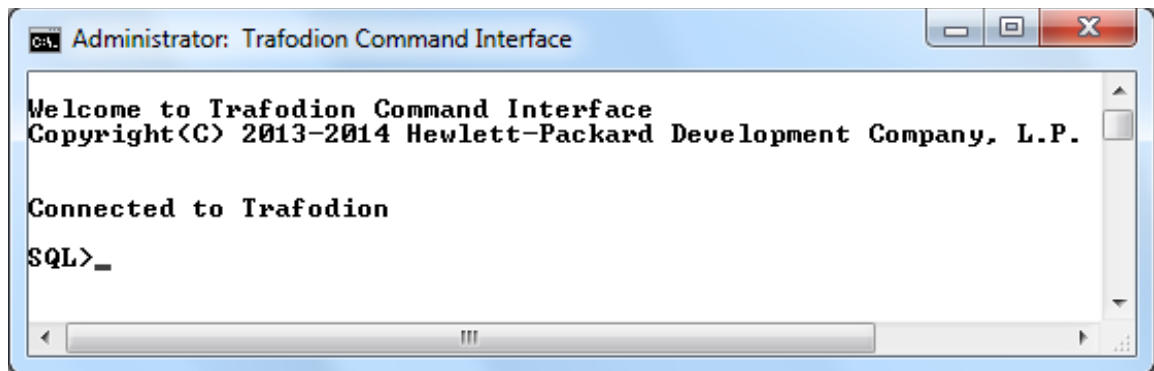 Administrator: Trafodion Command Interface
Welcome to Trafodion Command Interface
Copyright(C) 2013-2014 Hewlett-Packard Development Company, L.P.
Connected to Trafodion
SQL>_